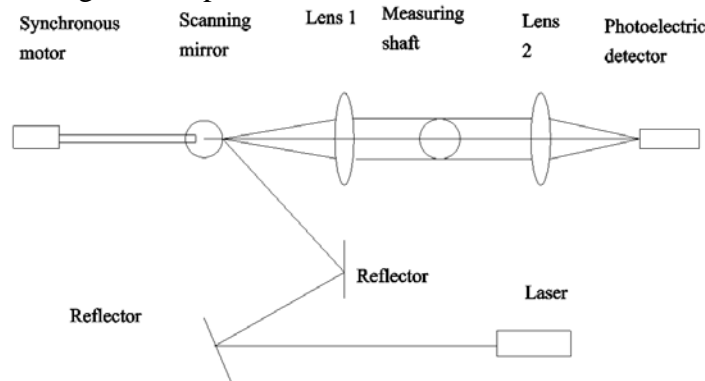 Synchronous
motor
Scanning
mirror
Lens 1
Measuring
shaft
Lens
2
Photoelectric
detector
Reflector
Laser
Reflector